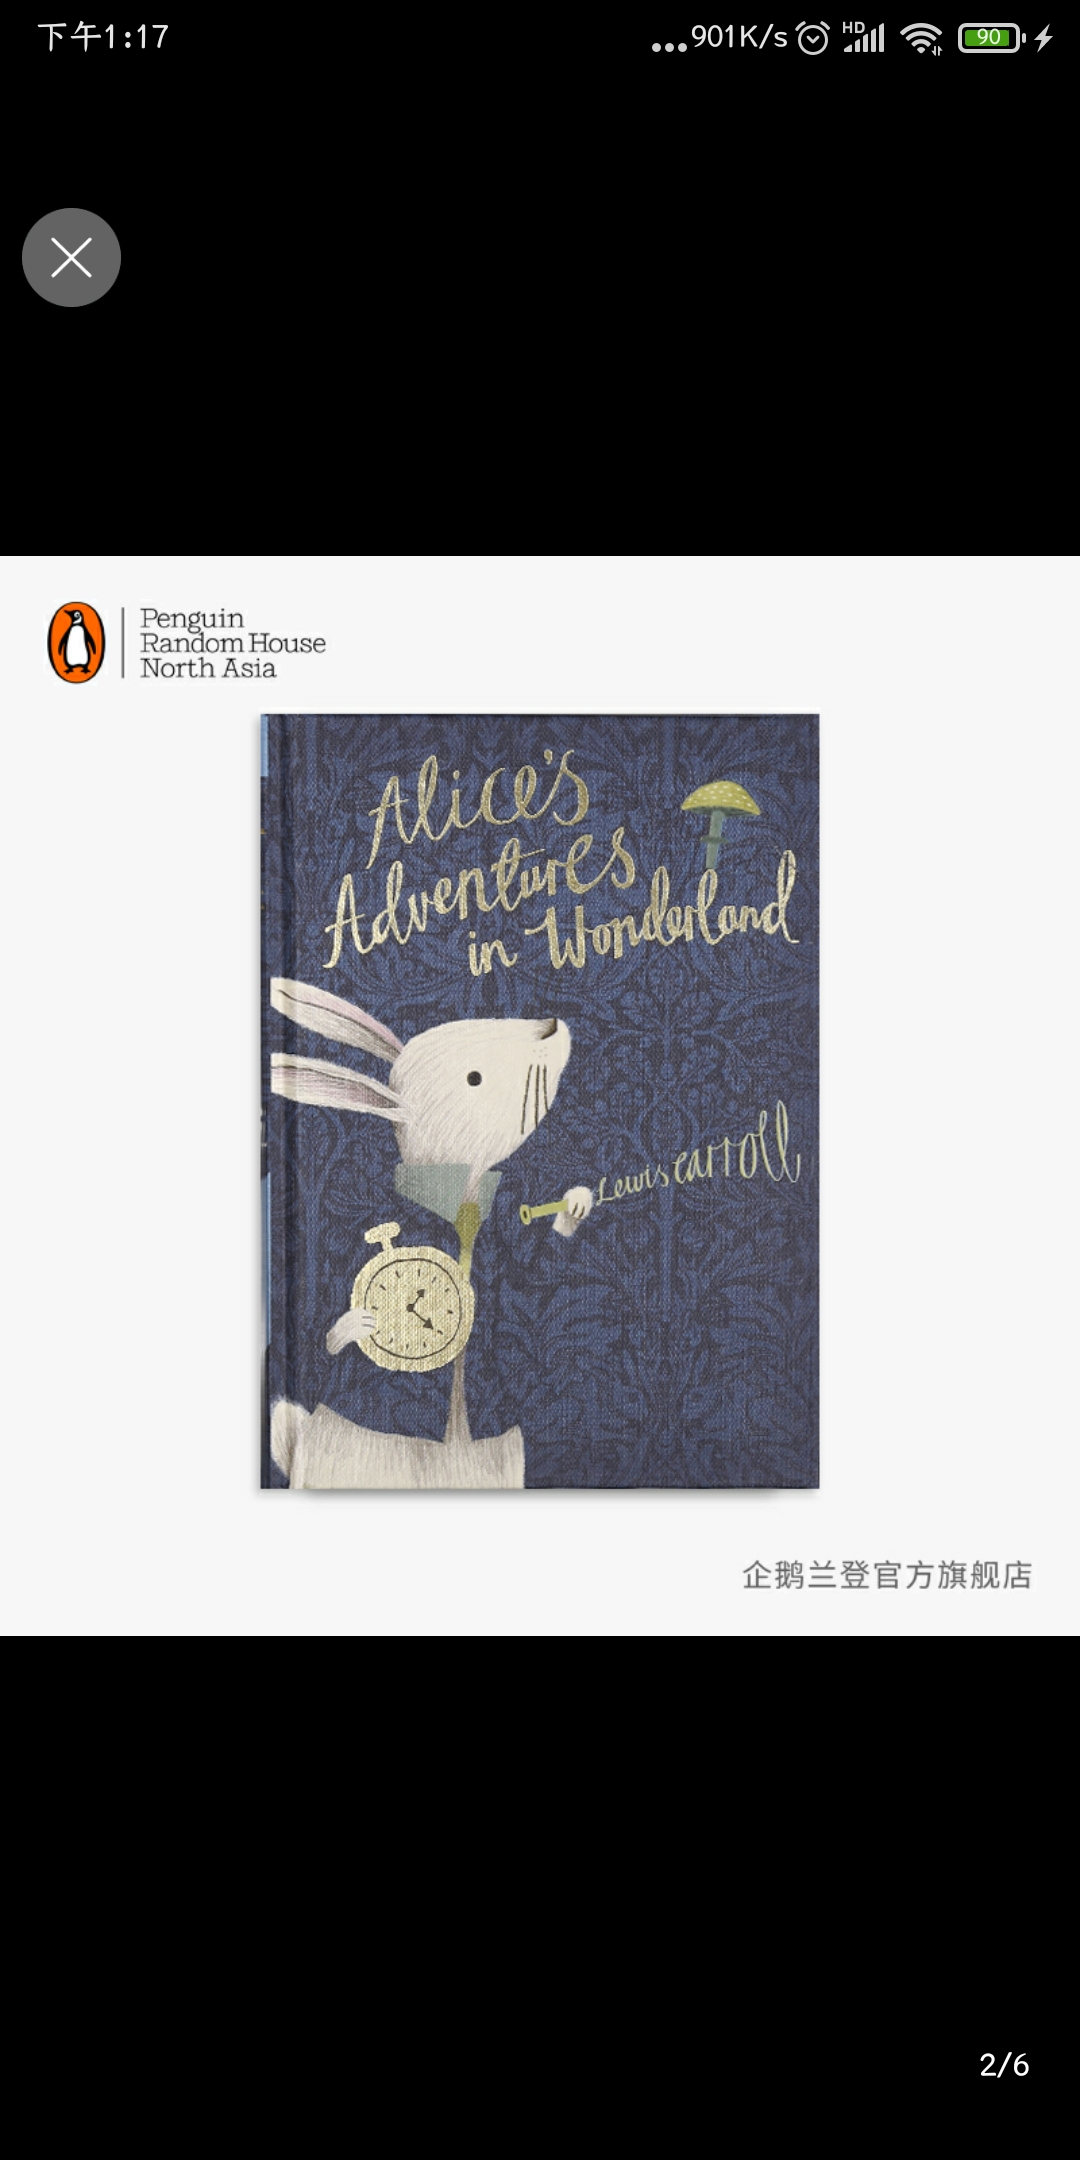 下午1:17
...901K/s HD 90
Penguin
Random House
North Asia
Alice's
Adventures
in Wonderland
Lewis Carroll
企鹅兰登官方旗舰店
2/6